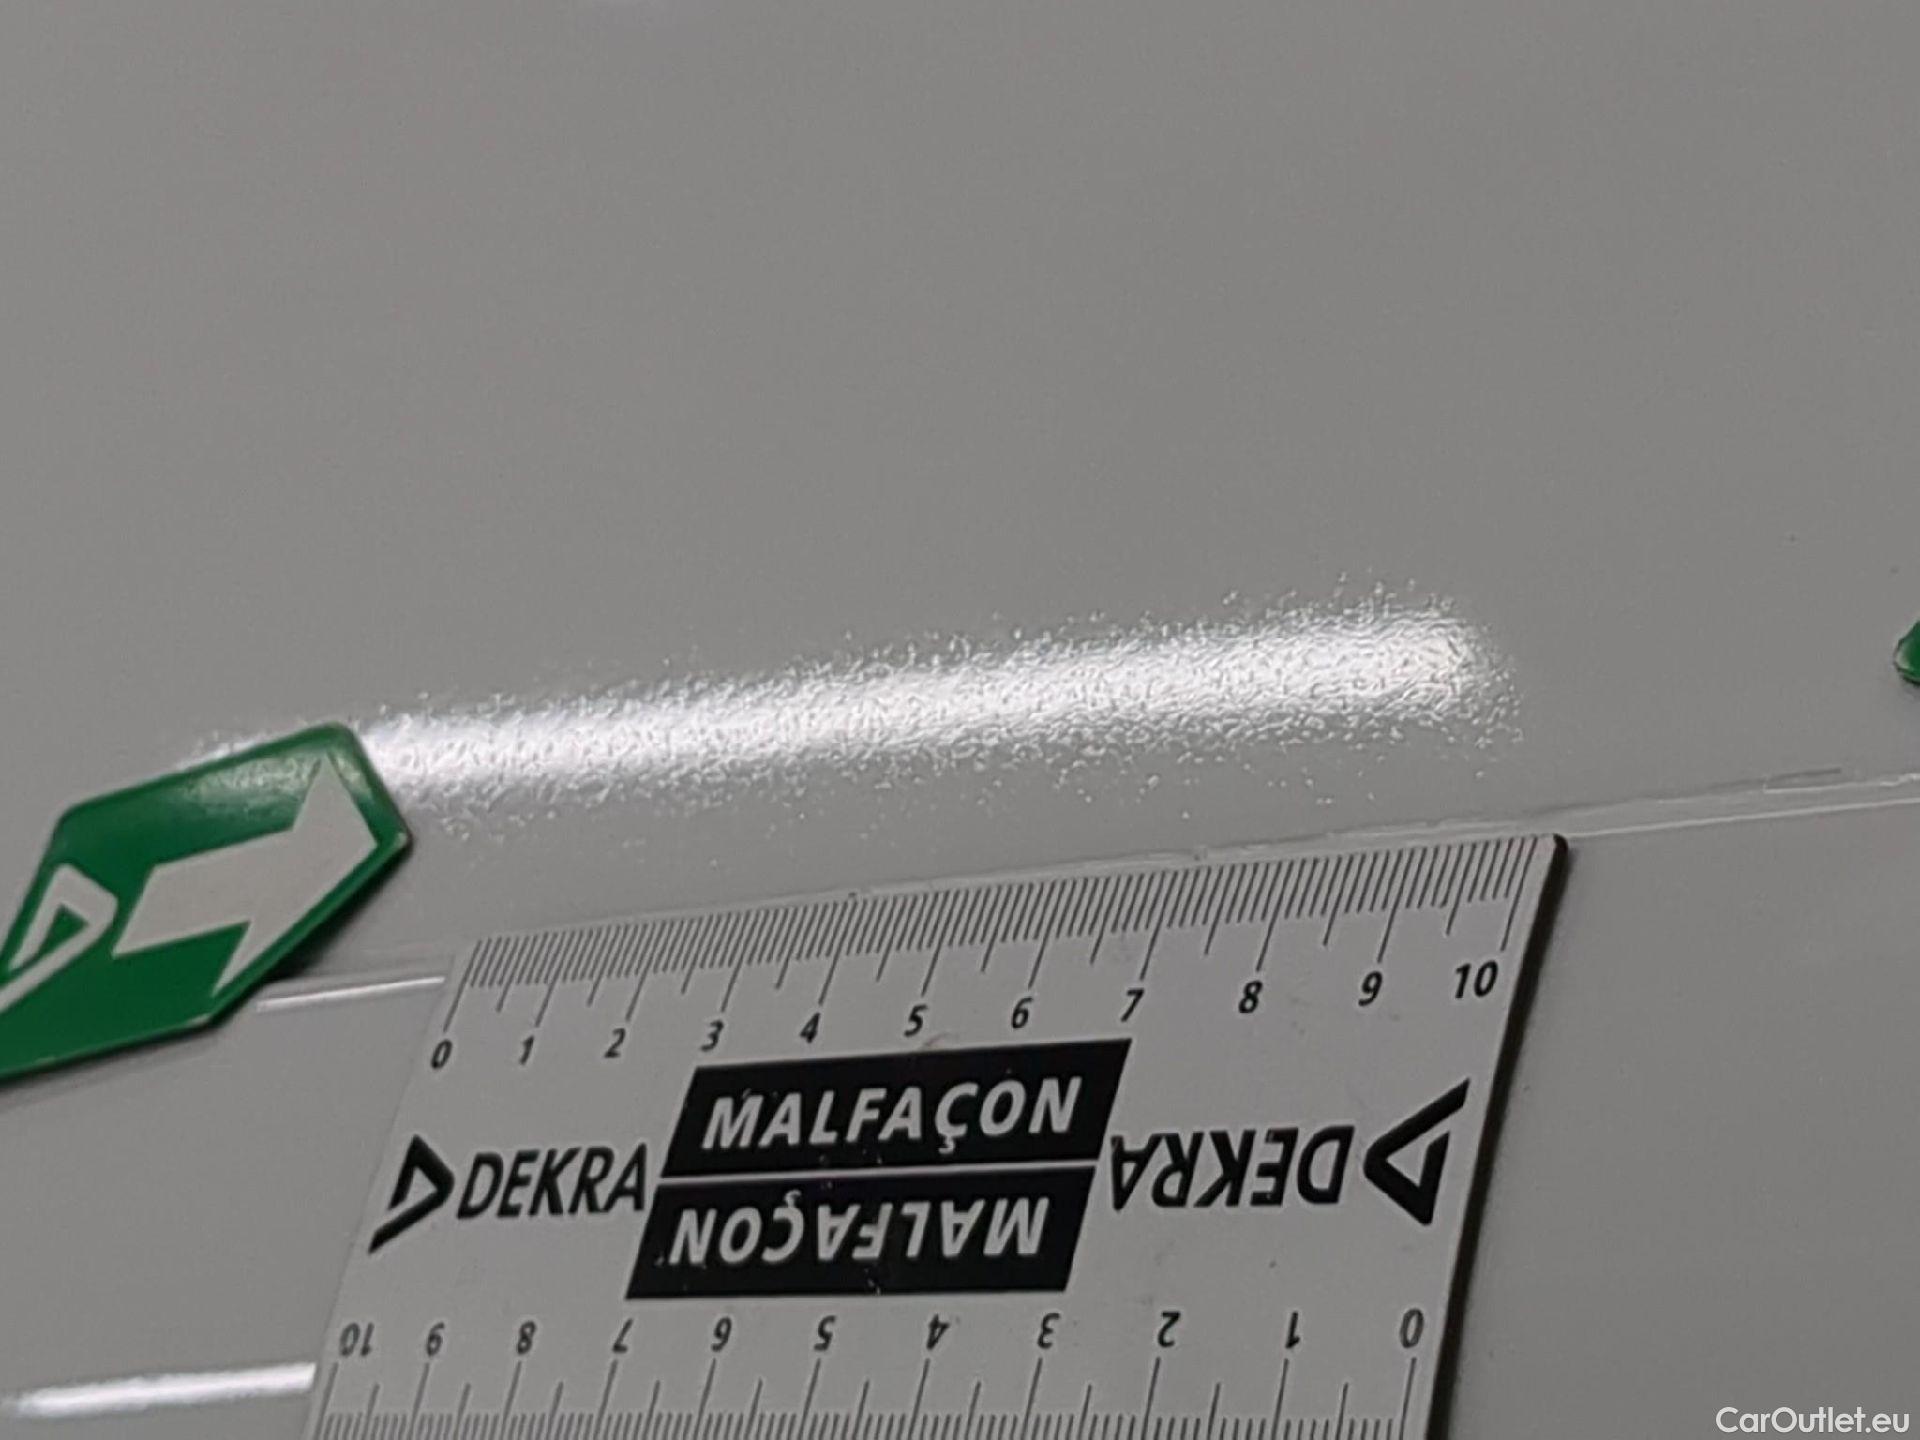 0 1 2 3 4 5 6 7 8 9 10
DEKRA MALFAÇON DEKRA
MALFAÇON
10 9 8 7 6 5 4 3 2 1 0
CarOutlet.eu